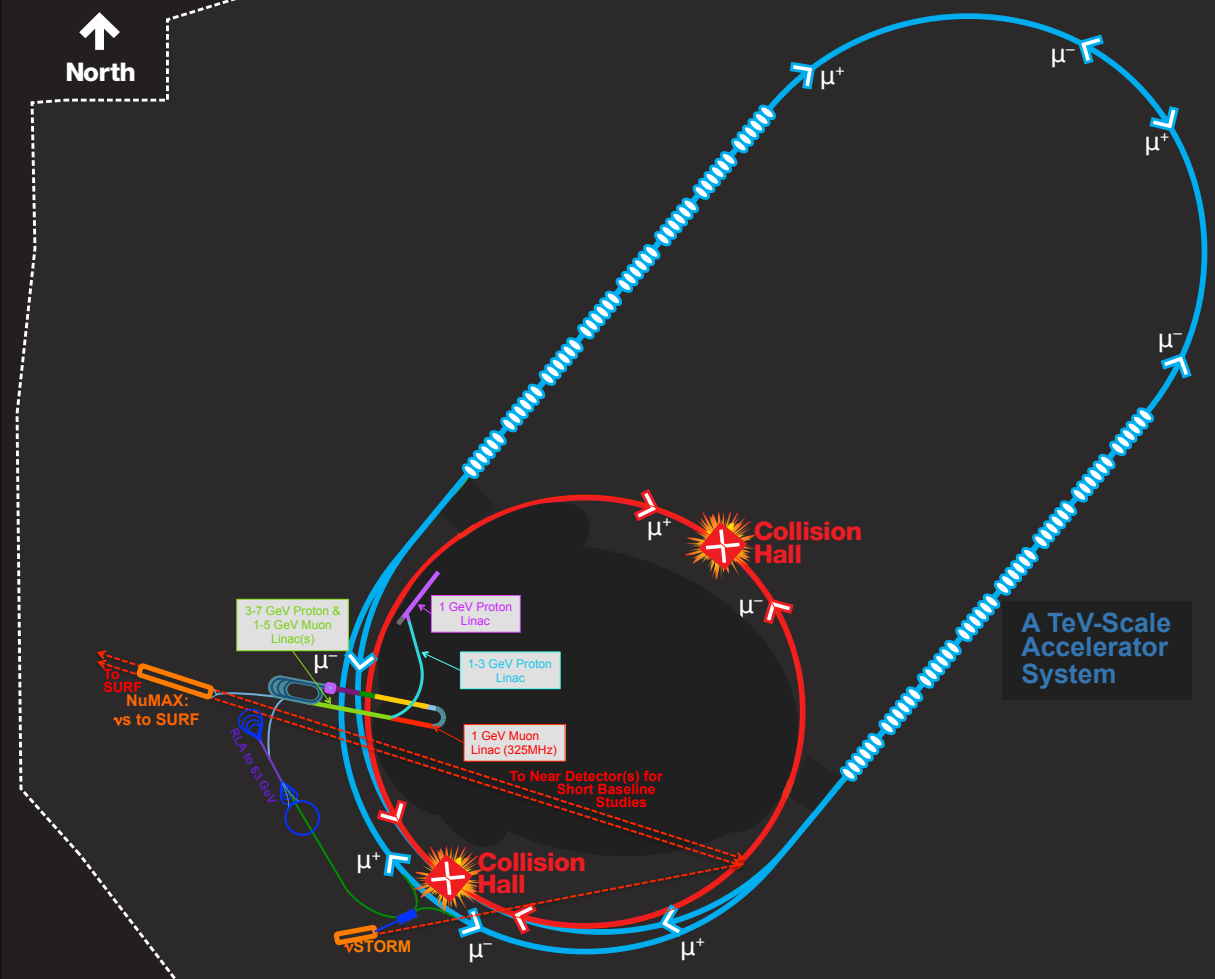 North
μ⁻
μ⁺
μ⁺
μ⁻
μ⁺
Collision
Hall
3-7 GeV Proton &
1-5 GeV Muon
Linac(s)
1 GeV Proton
Linac
μ⁻
A TeV-Scale
Accelerator
System
μ⁻
1-3 GeV Proton
Linac
To
SURF
NuMAX:
νs to SURF
RLA to 63 GeV
1 GeV Muon
Linac (325MHz)
To Near Detector(s) for
Short Baseline
Studies
μ⁺
Collision
Hall
νSTORM
μ⁻
μ⁺